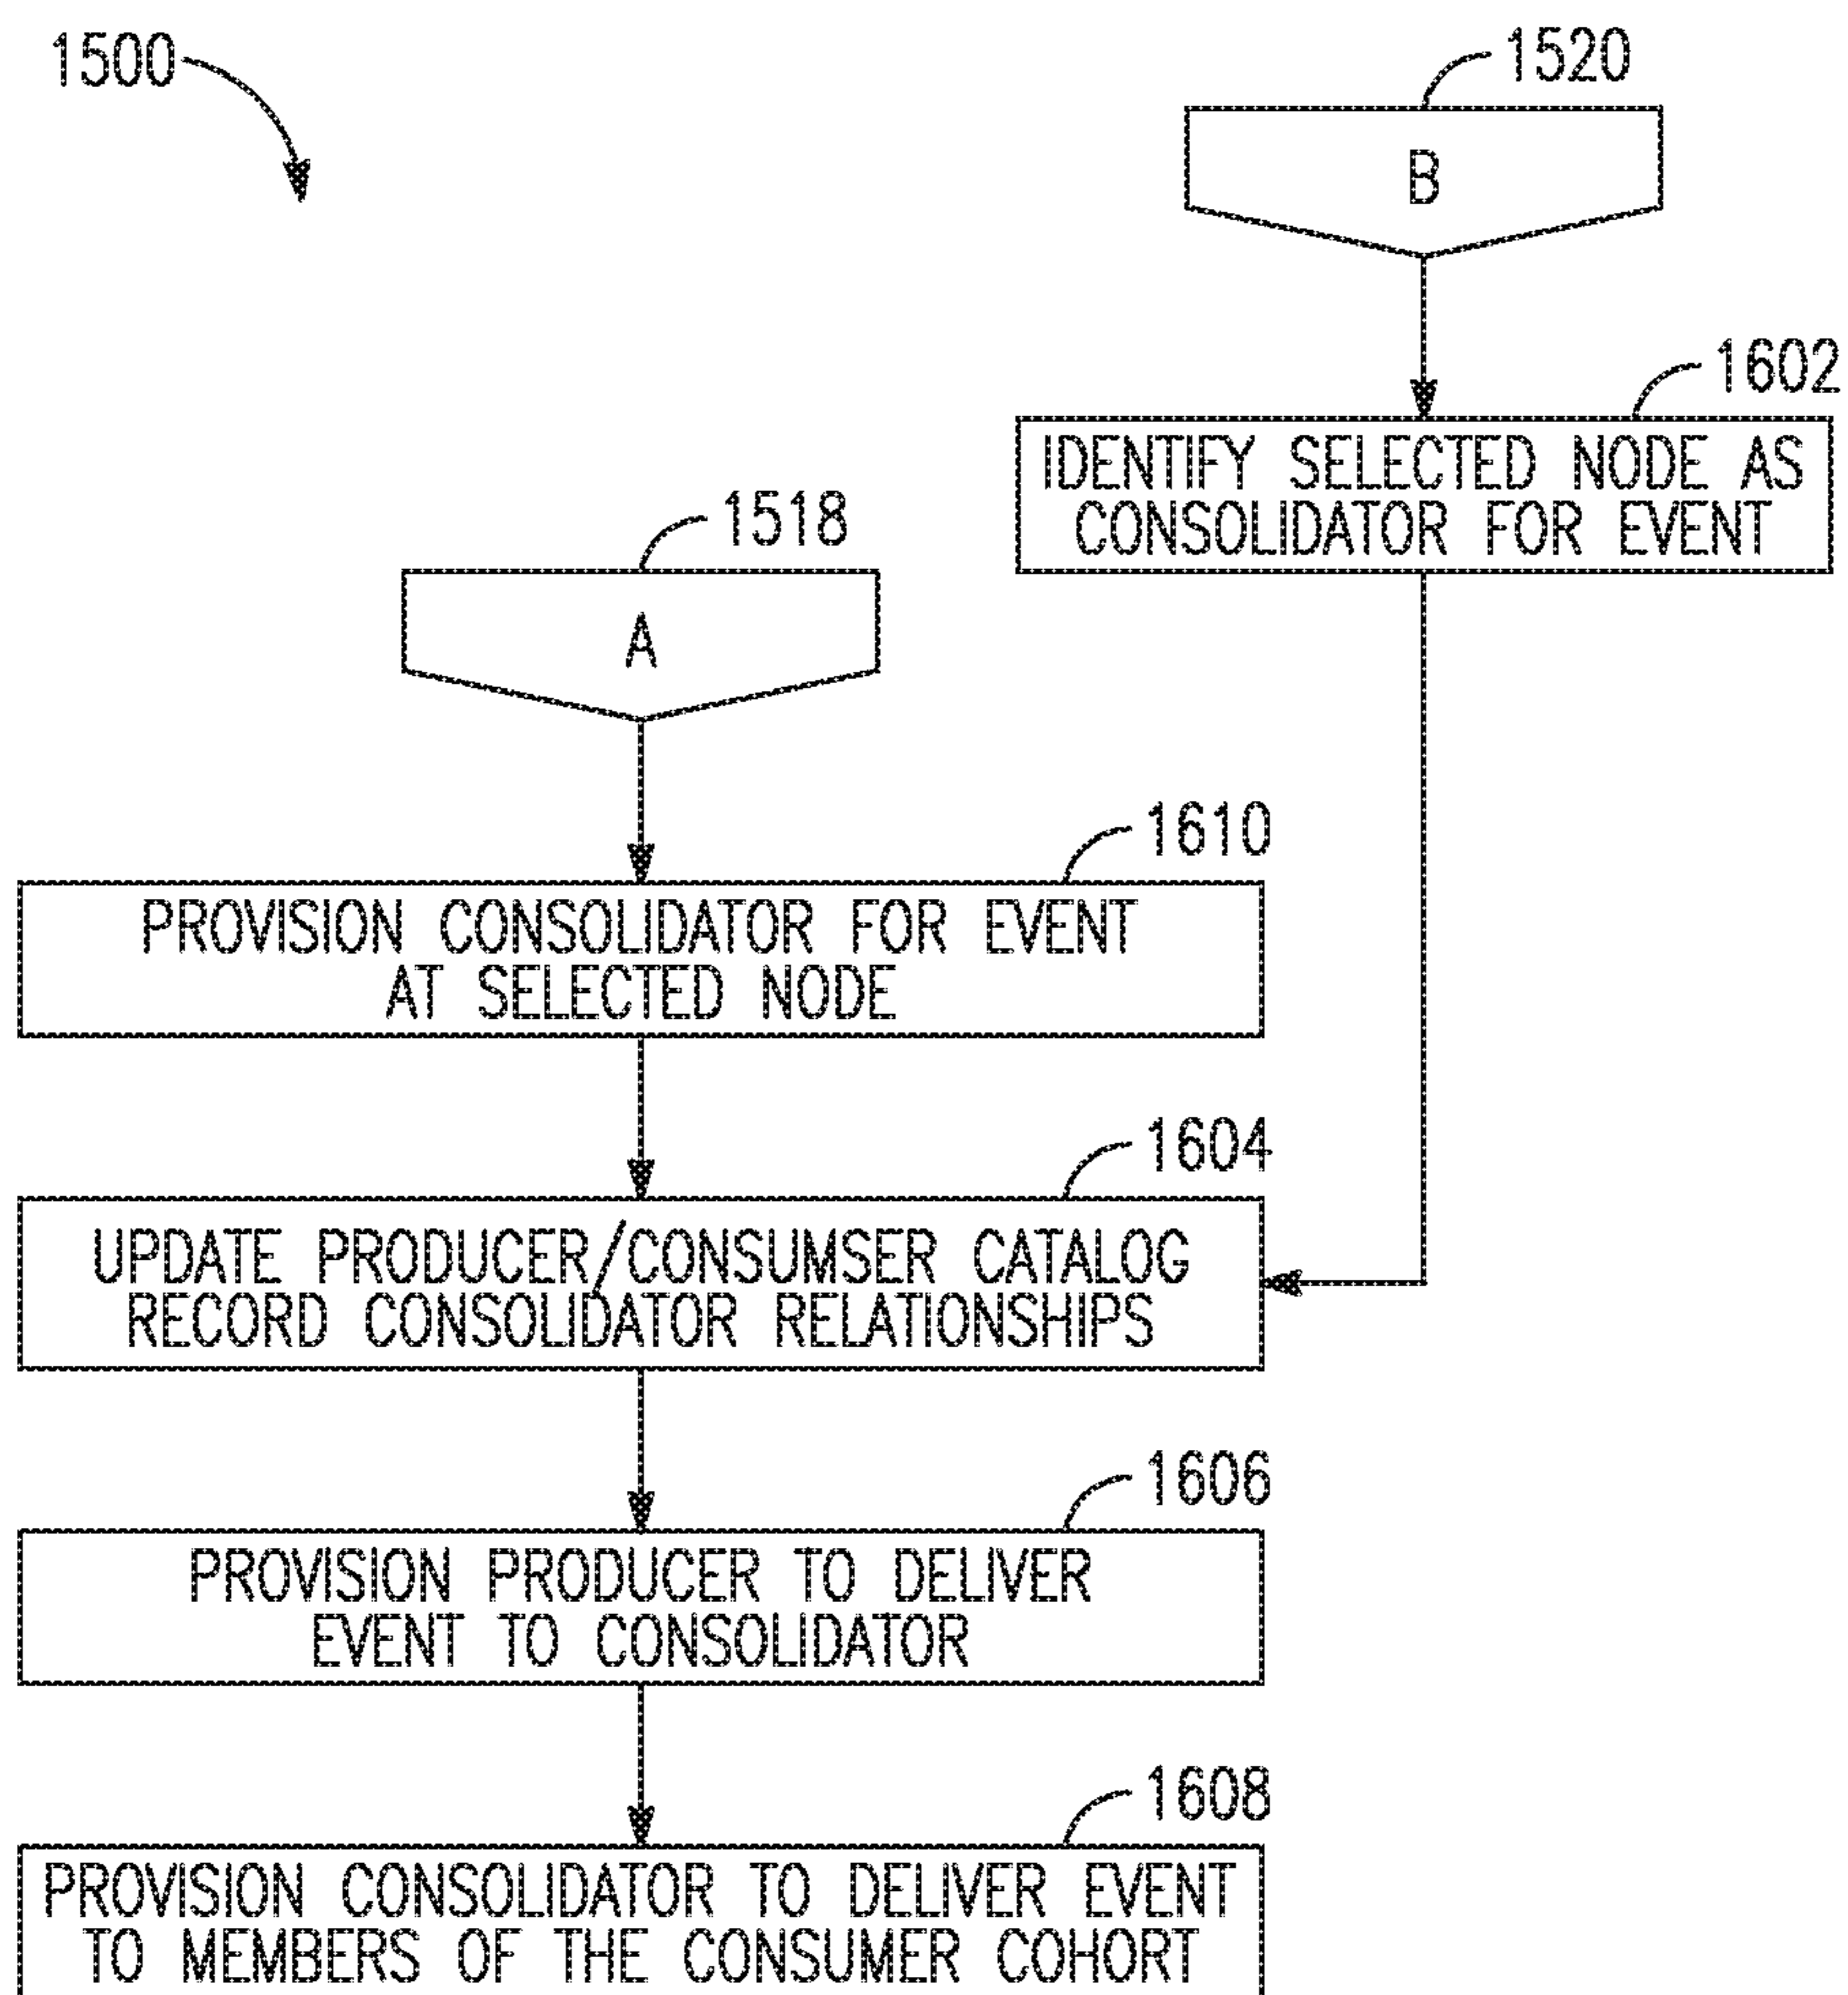 1500
1520
B
1602
IDENTIFY SELECTED NODE AS
CONSOLIDATOR FOR EVENT
1518
A
1610
PROVISION CONSOLIDATOR FOR EVENT
AT SELECTED NODE
1604
UPDATE PRODUCER/CONSUMSER CATALOG
RECORD CONSOLIDATOR RELATIONSHIPS
1606
PROVISION PRODUCER TO DELIVER
EVENT TO CONSOLIDATOR
1608
PROVISION CONSOLIDATOR TO DELIVER EVENT
TO MEMBERS OF THE CONSUMER COHORT